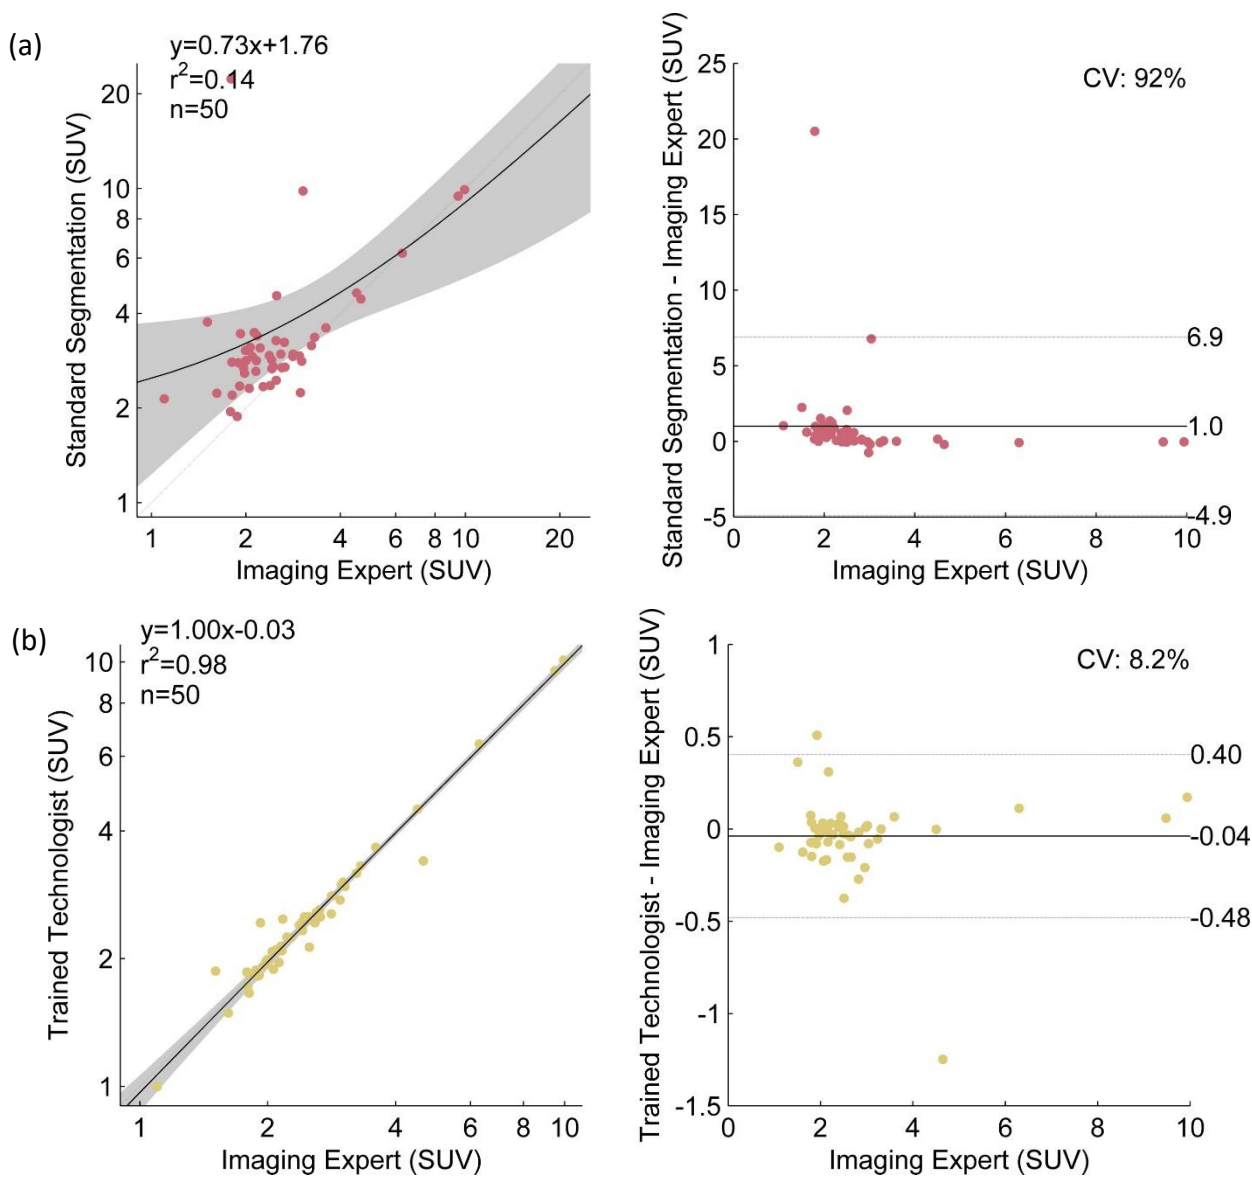 (a)
y=0.73x+1.76
r²=0.14
n=50
Standard Segmentation (SUV)
20
10
8
6
4
2
1
1 2 4 6 8 10 20
Imaging Expert (SUV)
Standard Segmentation - Imaging Expert (SUV)
CV: 92%
25
20
15
10
5
0
-5
6.9
1.0
-4.9
0 2 4 6 8 10
Imaging Expert (SUV)
(b)
y=1.00x-0.03
r²=0.98
n=50
Trained Technologist (SUV)
10
8
6
4
2
1
1 2 4 6 8 10
Imaging Expert (SUV)
Trained Technologist - Imaging Expert (SUV)
CV: 8.2%
1
0.5
0
-0.5
-1
-1.5
0.40
-0.04
-0.48
0 2 4 6 8 10
Imaging Expert (SUV)